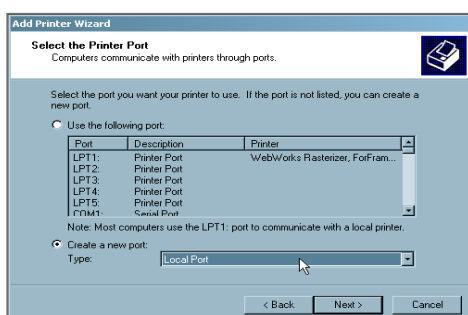 Add Printer Wizard
Select the Printer Port
Computers communicate with printers through ports.
Select the port you want your printer to use. If the port is not listed, you can create a
new port.
Use the following port:
Port Description Printer
LPT1: Printer Port WebWorks Rasterizer, ForFram...
LPT2: Printer Port
LPT3: Printer Port
LPT4: Printer Port
LPT5: Printer Port
COM1: Serial Port
Note: Most computers use the LPT1: port to communicate with a local printer.
Create a new port:
Type: Local Port
< Back Next > Cancel